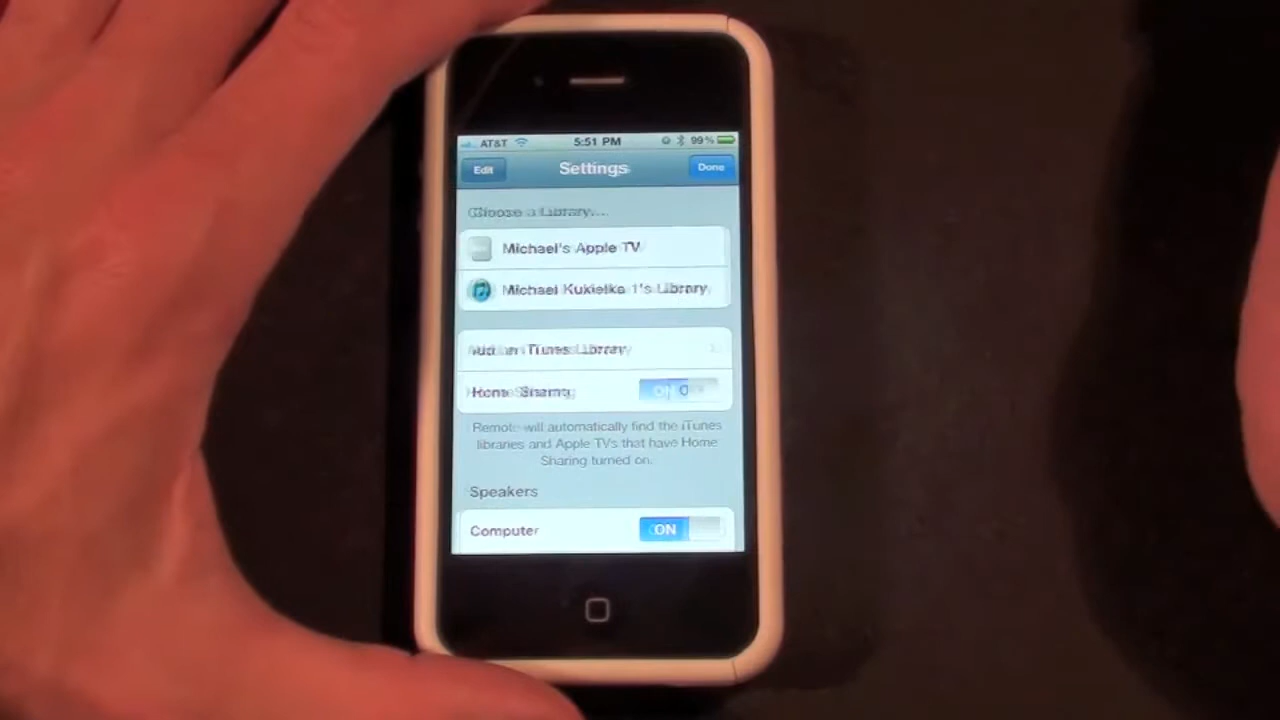 AT&T 5:51 PM 99%
Edit Settings Done
Choose a Library...
Michael's Apple TV
Michael Kukielka 1's Library
Add an iTunes Library
Home Sharing ON
Remote will automatically find the iTunes
libraries and Apple TVs that have Home
Sharing turned on.
Speakers
Computer ON